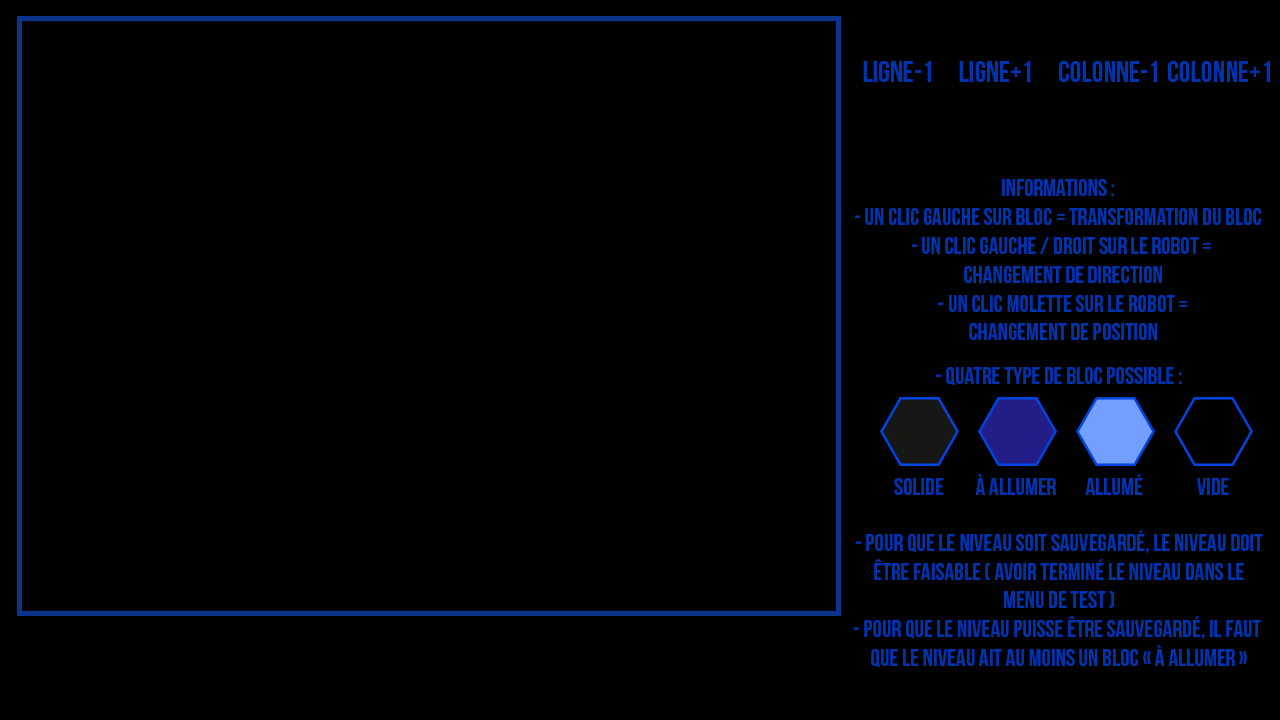 LIGNE-1 LIGNE+1 COLONNE-1 COLONNE+1
INFORMATIONS :
- UN CLIC GAUCHE SUR BLOC = TRANSFORMATION DU BLOC
- UN CLIC GAUCHE / DROIT SUR LE ROBOT =
CHANGEMENT DE DIRECTION
- UN CLIC MOLETTE SUR LE ROBOT =
CHANGEMENT DE POSITION
- QUATRE TYPE DE BLOC POSSIBLE :
SOLIDE À ALLUMER ALLUMÉ VIDE
- POUR QUE LE NIVEAU SOIT SAUVEGARDÉ, LE NIVEAU DOIT
ÊTRE FAISABLE ( AVOIR TERMINÉ LE NIVEAU DANS LE
MENU DE TEST )
- POUR QUE LE NIVEAU PUISSE ÊTRE SAUVEGARDÉ, IL FAUT
QUE LE NIVEAU AIT AU MOINS UN BLOC « À ALLUMER »